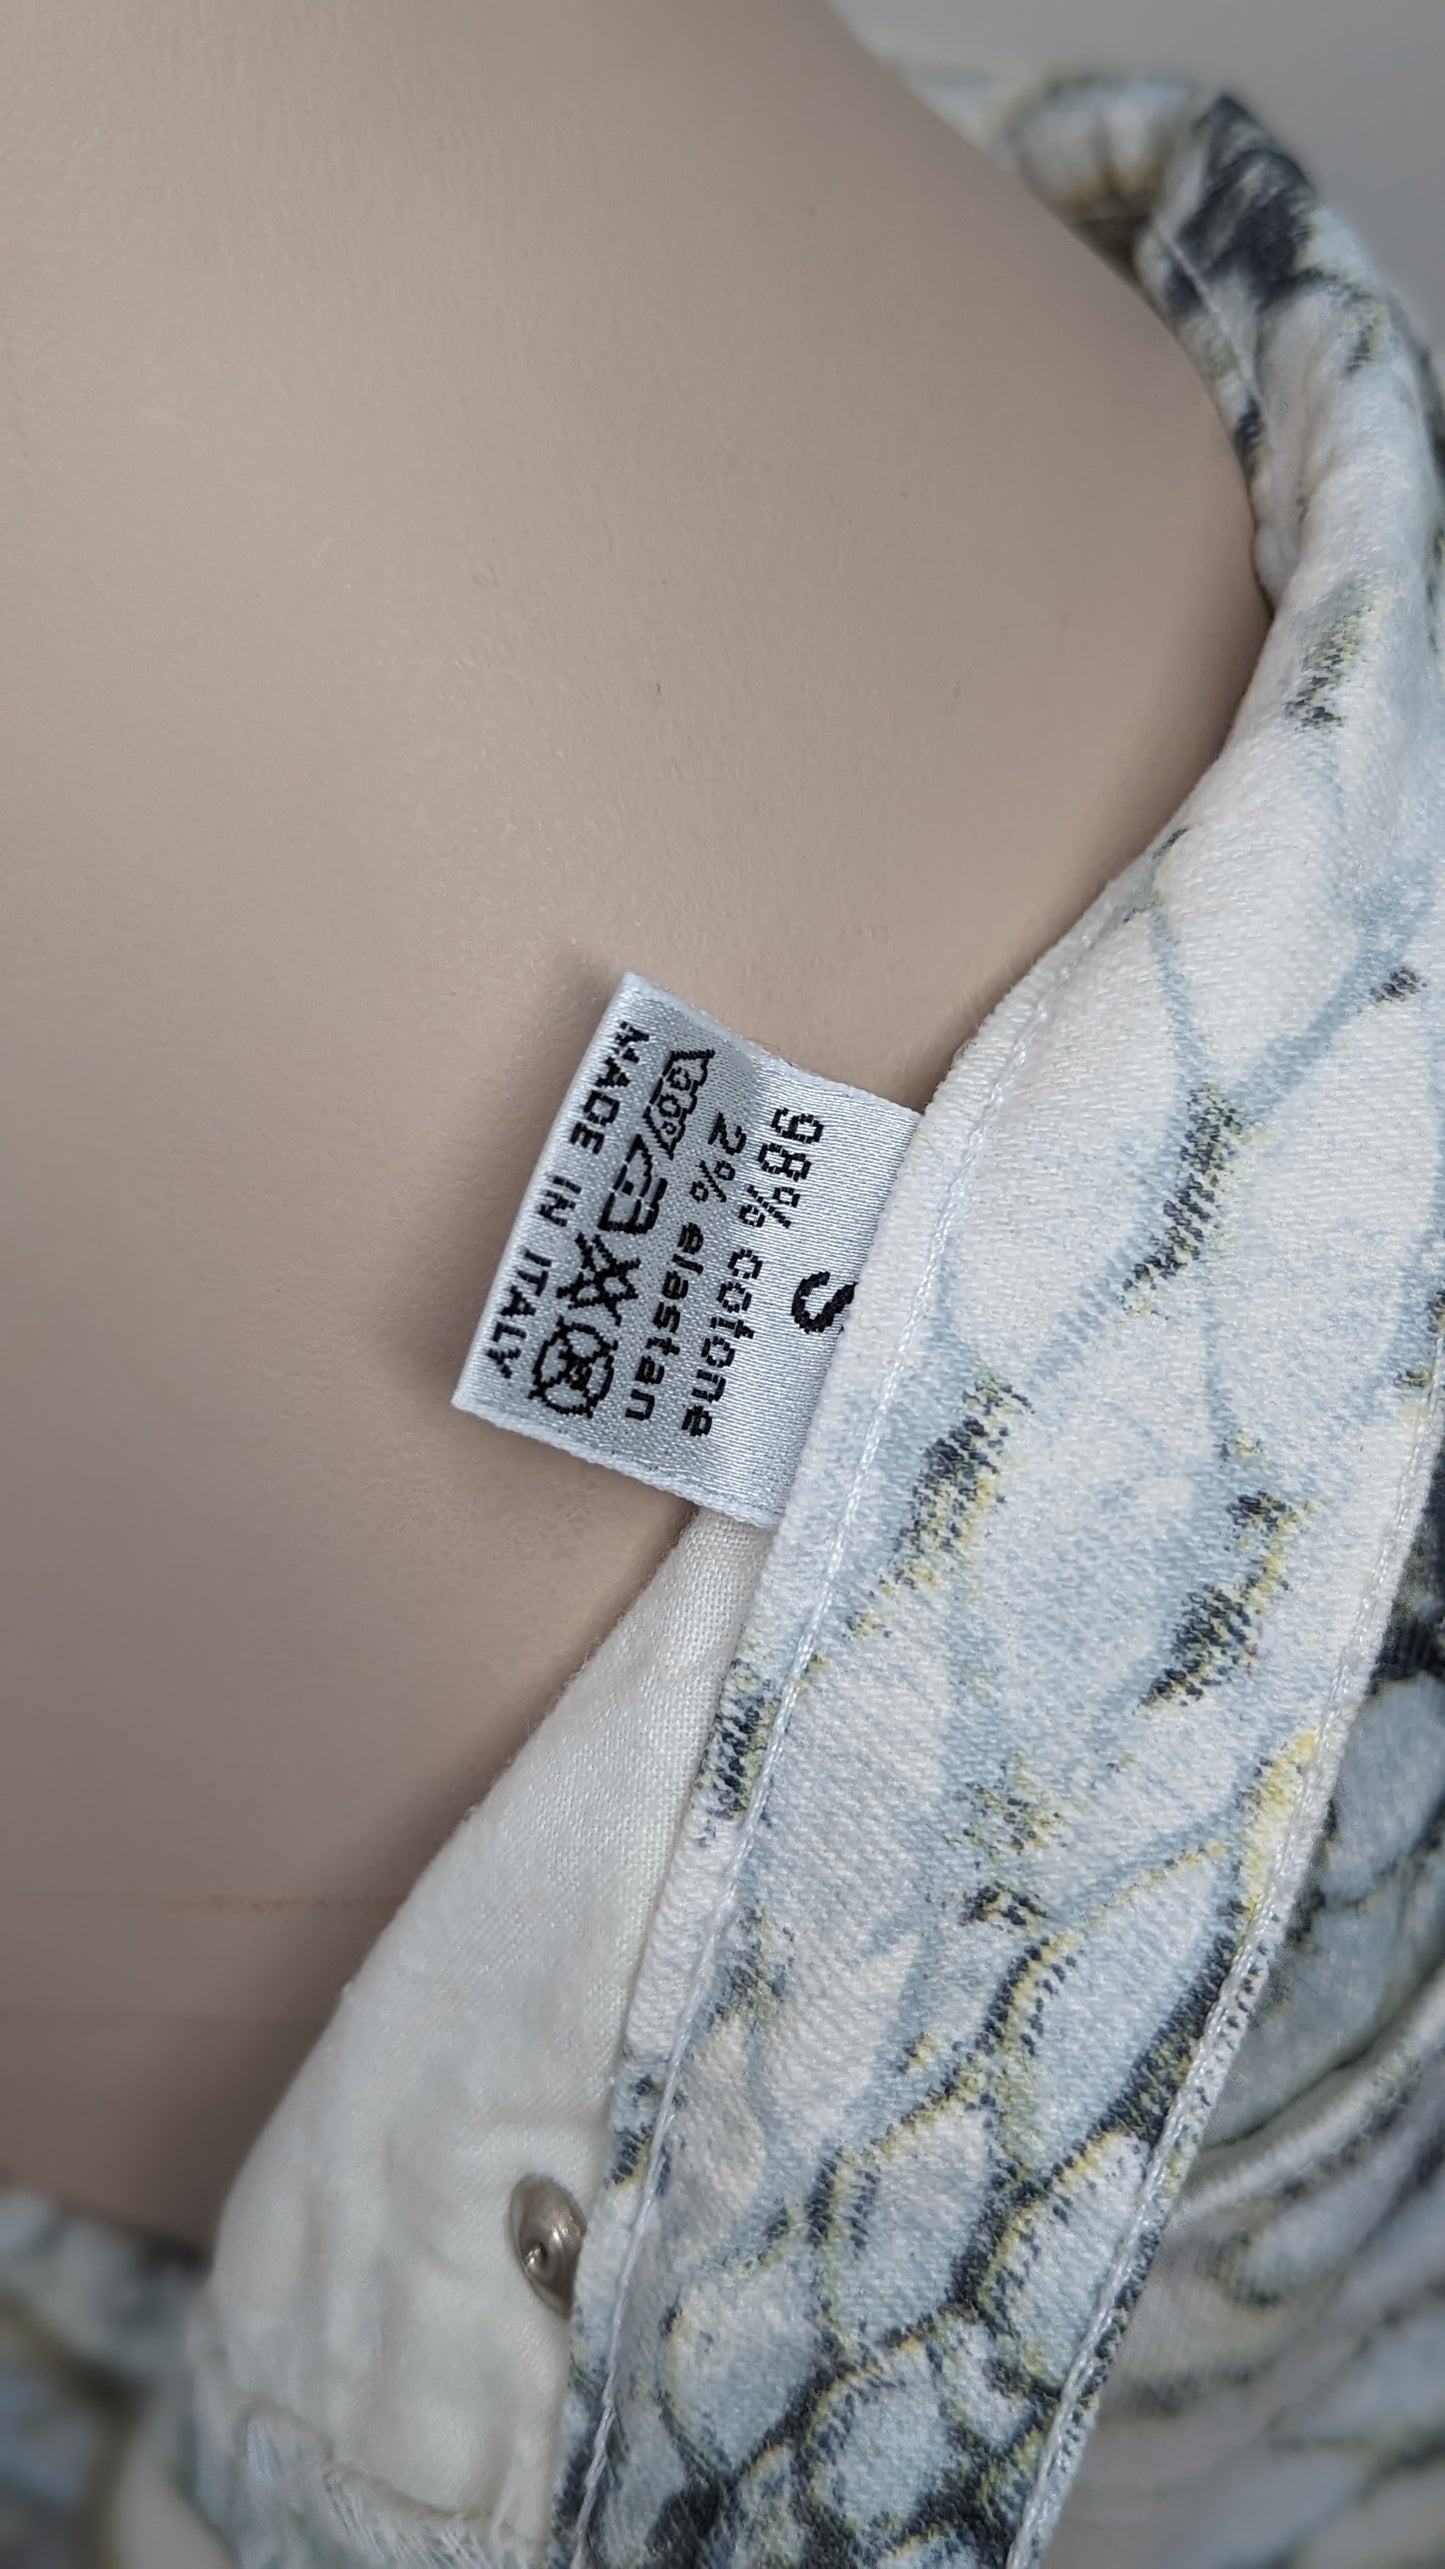 S
98% cotone
2% elastan
MADE IN ITALY